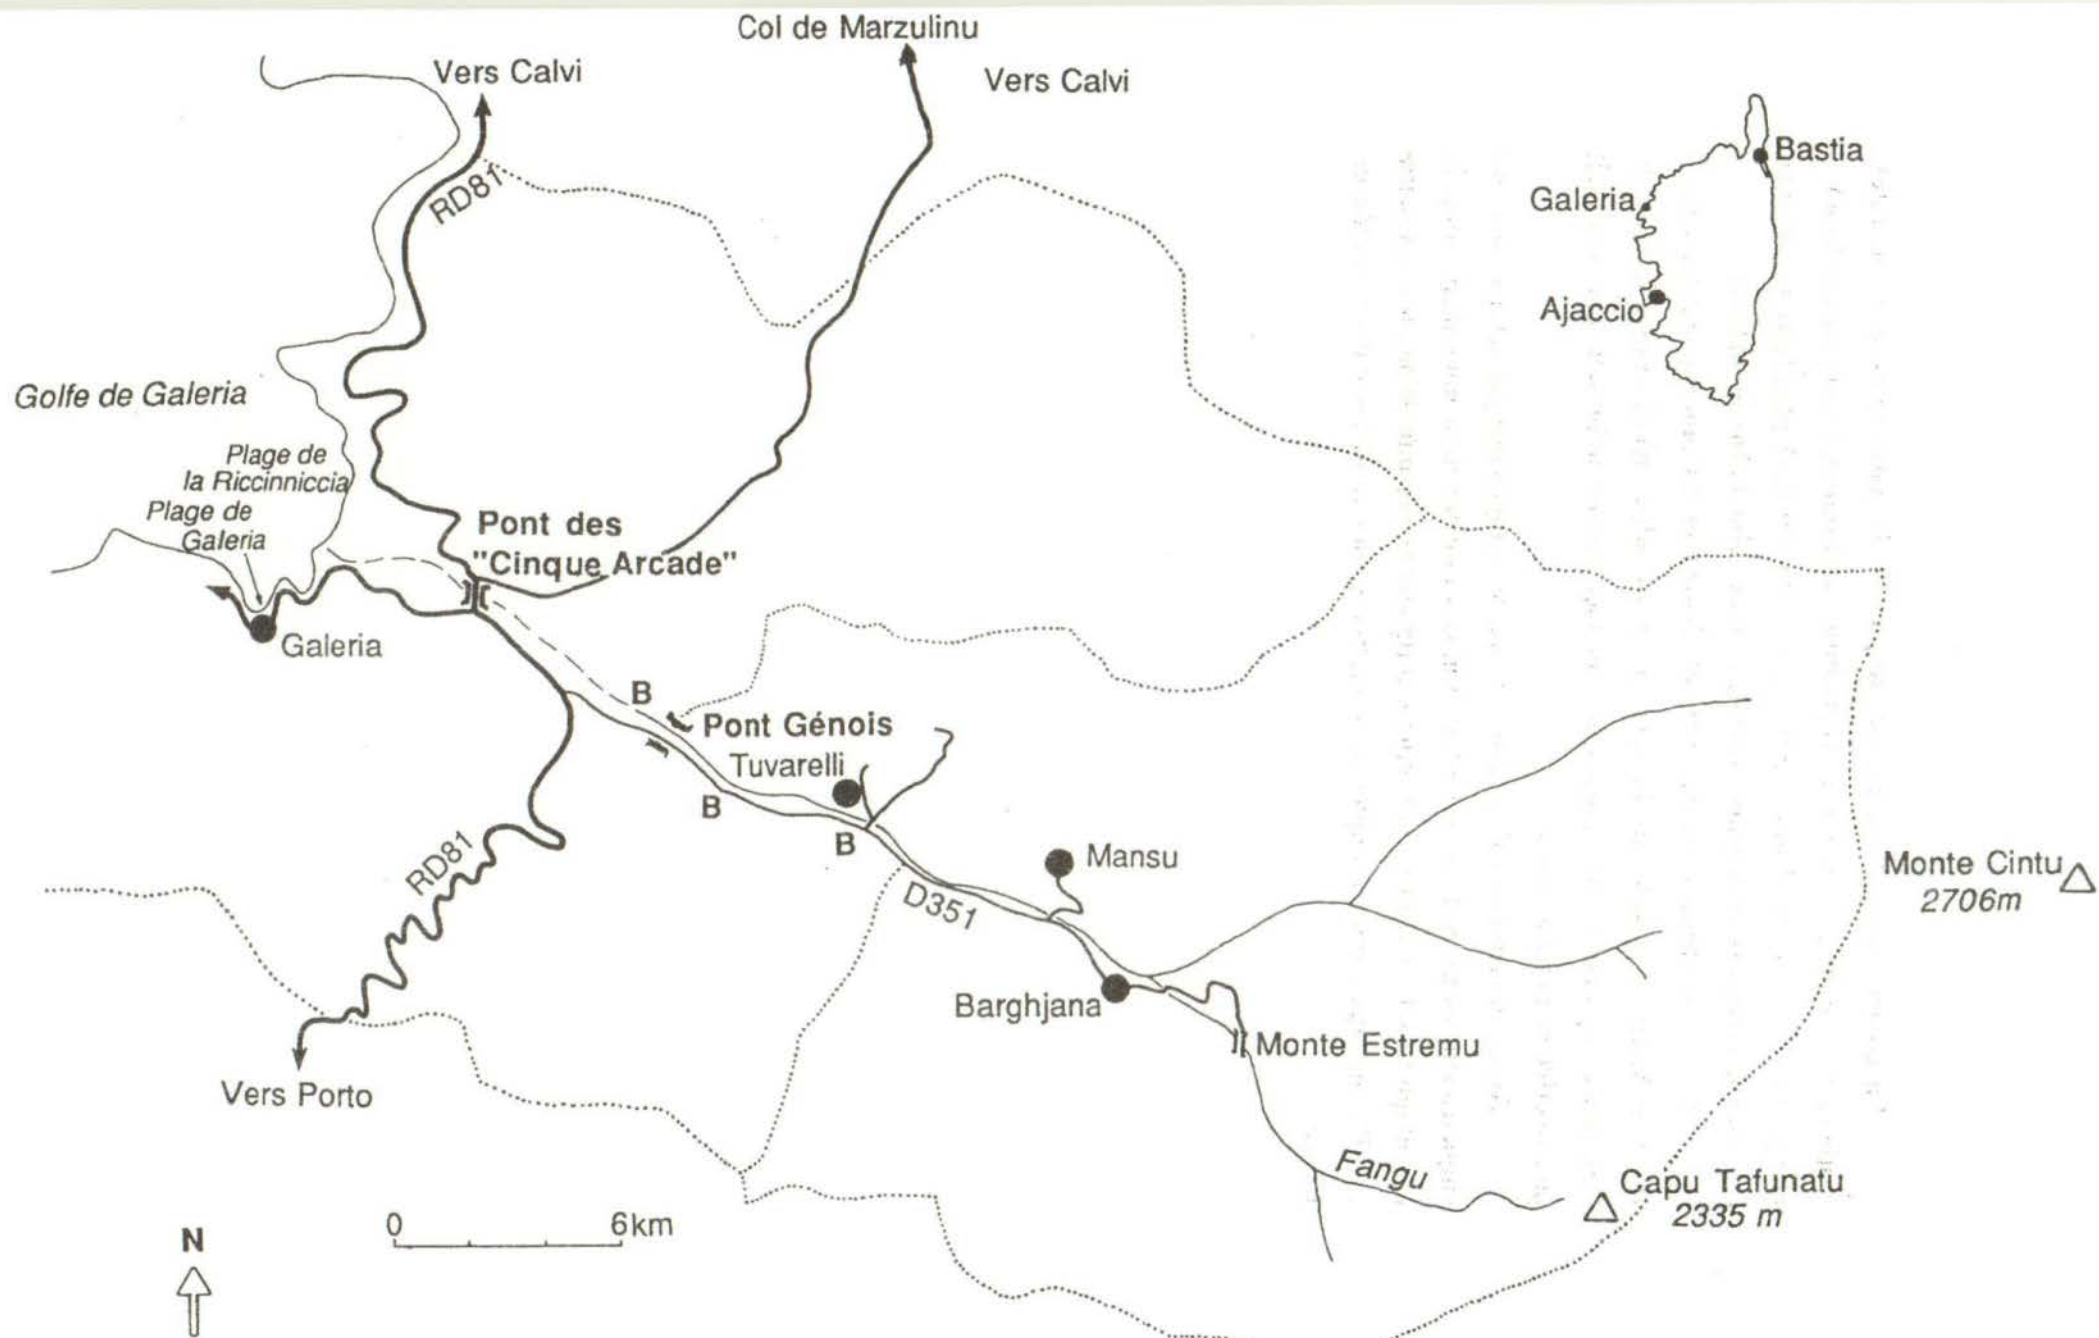 Col de Marzulinu
Vers Calvi
Vers Calvi
RD81
Bastia
Galeria
Ajaccio
Golfe de Galeria
Plage de
la Riccinniccia
Plage de
Galeria
Pont des
"Cinque Arcade"
Galeria
B
Pont Génois
Tuvarelli
B
B
Mansu
RD81
D351
Monte Cintu
2706m
Barghjana
Monte Estremu
Vers Porto
Fangu
Capu Tafunatu
2335 m
0 6km
N